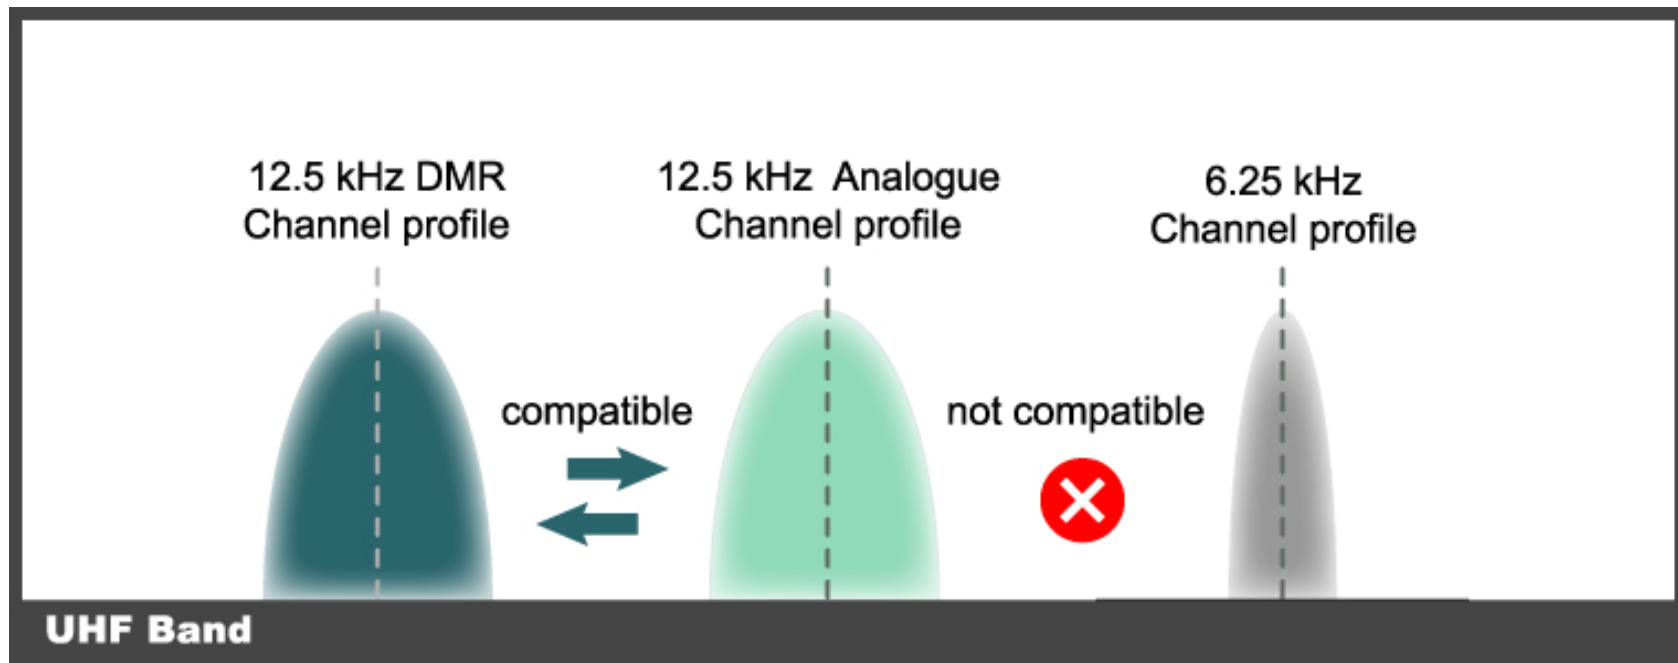 12.5 kHz DMR
Channel profile
12.5 kHz Analogue
Channel profile
6.25 kHz
Channel profile
compatible
not compatible
UHF Band